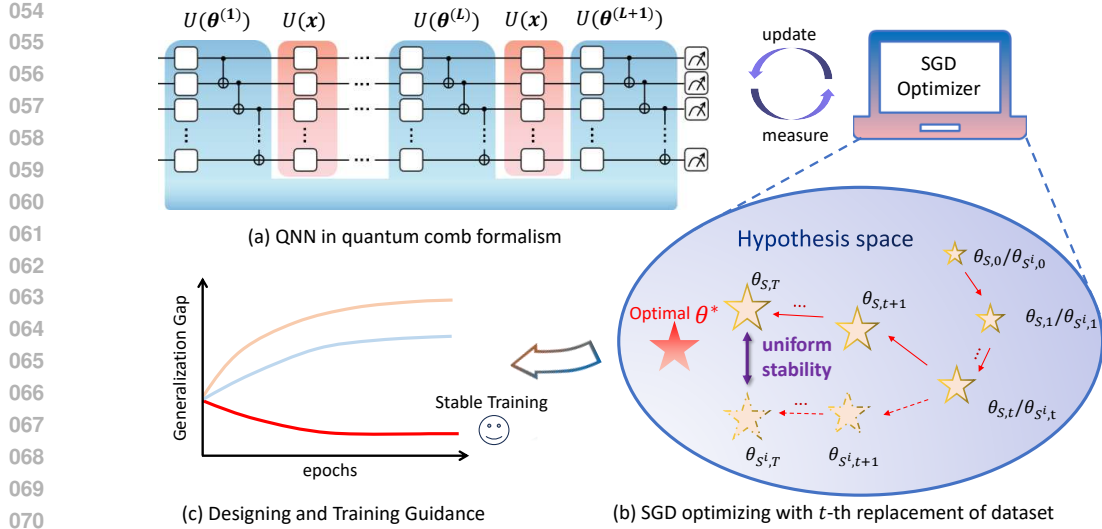 054
055
056
057
058
059
060
061
062
063
064
065
066
067
068
069
070
U(θ^(1)) U(x) U(θ^(L)) U(x) U(θ^(L+1))
...
...
...
...
(a) QNN in quantum comb formalism
update
measure
SGD
Optimizer
Hypothesis space
θ_{S,0}/θ_{S^i,0}
θ_{S,1}/θ_{S^i,1}
...
θ_{S,t}/θ_{S^i,t}
θ_{S,t+1}
...
θ_{S,T}
Optimal θ*
uniform
stability
...
θ_{S^i,T}
θ_{S^i,t+1}
(b) SGD optimizing with t-th replacement of dataset
Generalization Gap
Stable Training
epochs
(c) Designing and Training Guidance